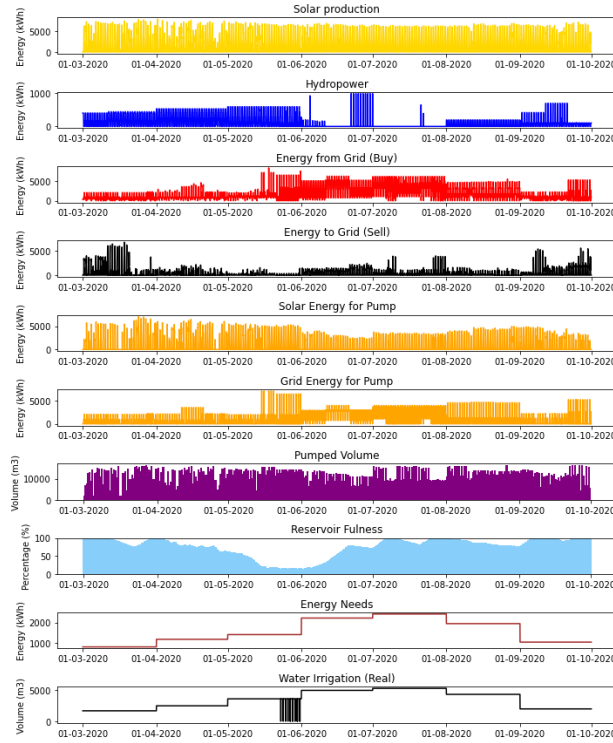 Solar production
Energy (kWh)
5000
0
01-03-2020 01-04-2020 01-05-2020 01-06-2020 01-07-2020 01-08-2020 01-09-2020 01-10-2020
Hydropower
Energy (kWh)
1000
0
01-03-2020 01-04-2020 01-05-2020 01-06-2020 01-07-2020 01-08-2020 01-09-2020 01-10-2020
Energy from Grid (Buy)
Energy (kWh)
5000
0
01-03-2020 01-04-2020 01-05-2020 01-06-2020 01-07-2020 01-08-2020 01-09-2020 01-10-2020
Energy to Grid (Sell)
Energy (kWh)
5000
0
01-03-2020 01-04-2020 01-05-2020 01-06-2020 01-07-2020 01-08-2020 01-09-2020 01-10-2020
Solar Energy for Pump
Energy (kWh)
5000
0
01-03-2020 01-04-2020 01-05-2020 01-06-2020 01-07-2020 01-08-2020 01-09-2020 01-10-2020
Grid Energy for Pump
Energy (kWh)
5000
0
01-03-2020 01-04-2020 01-05-2020 01-06-2020 01-07-2020 01-08-2020 01-09-2020 01-10-2020
Pumped Volume
Volume (m3)
10000
0
01-03-2020 01-04-2020 01-05-2020 01-06-2020 01-07-2020 01-08-2020 01-09-2020 01-10-2020
Reservoir Fulness
Percentage (%)
100
50
0
01-03-2020 01-04-2020 01-05-2020 01-06-2020 01-07-2020 01-08-2020 01-09-2020 01-10-2020
Energy Needs
Energy (kWh)
2000
1000
01-03-2020 01-04-2020 01-05-2020 01-06-2020 01-07-2020 01-08-2020 01-09-2020 01-10-2020
Water Irrigation (Real)
Volume (m3)
5000
0
01-03-2020 01-04-2020 01-05-2020 01-06-2020 01-07-2020 01-08-2020 01-09-2020 01-10-2020